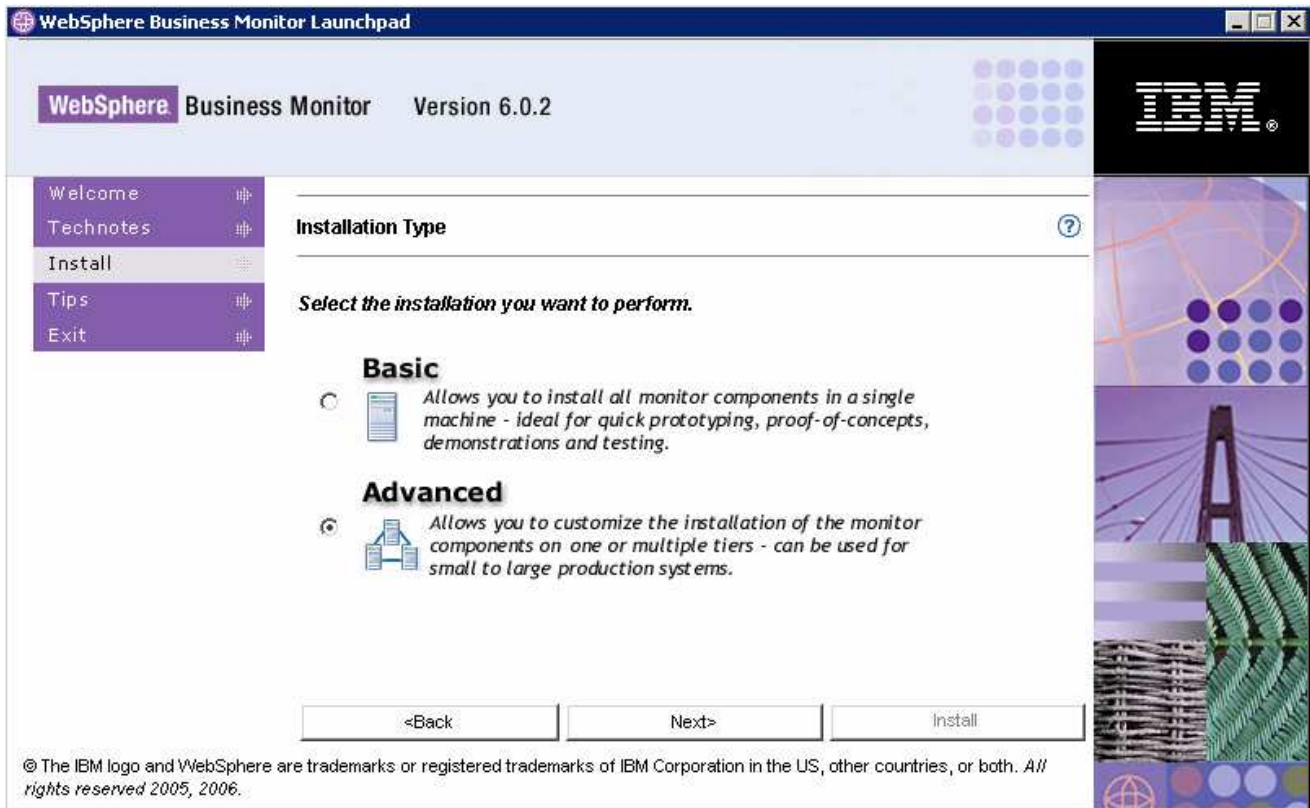 WebSphere Business Monitor Launchpad
WebSphere. Business Monitor Version 6.0.2
IBM®
Welcome
Technotes
Install
Tips
Exit
Installation Type
?
Select the installation you want to perform.
Basic
Allows you to install all monitor components in a single
machine - ideal for quick prototyping, proof-of-concepts,
demonstrations and testing.
Advanced
Allows you to customize the installation of the monitor
components on one or multiple tiers - can be used for
small to large production systems.
<Back
Next>
Install
© The IBM logo and WebSphere are trademarks or registered trademarks of IBM Corporation in the US, other countries, or both. All
rights reserved 2005, 2006.